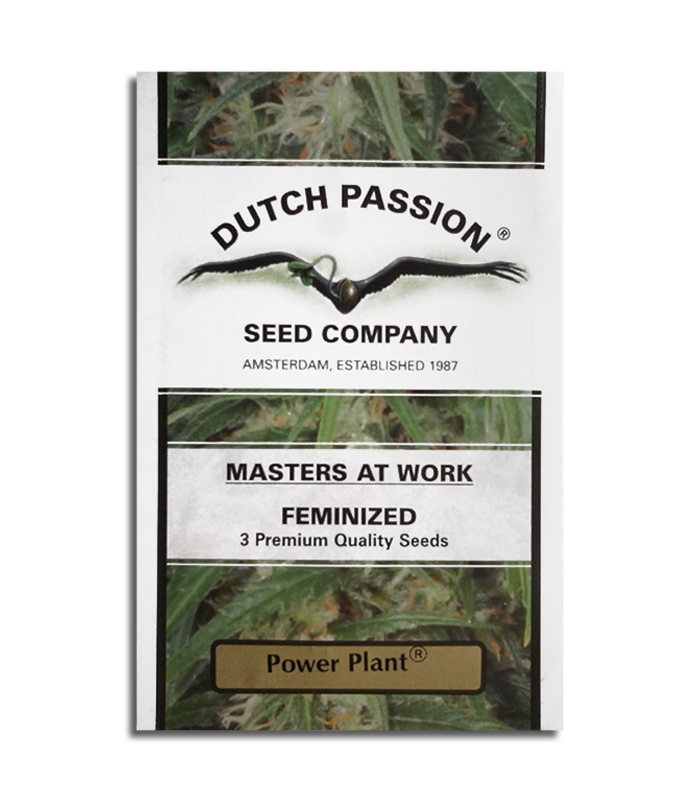 DUTCH PASSION®
SEED COMPANY
AMSTERDAM, ESTABLISHED 1987
MASTERS AT WORK
FEMINIZED
3 Premium Quality Seeds
Power Plant®